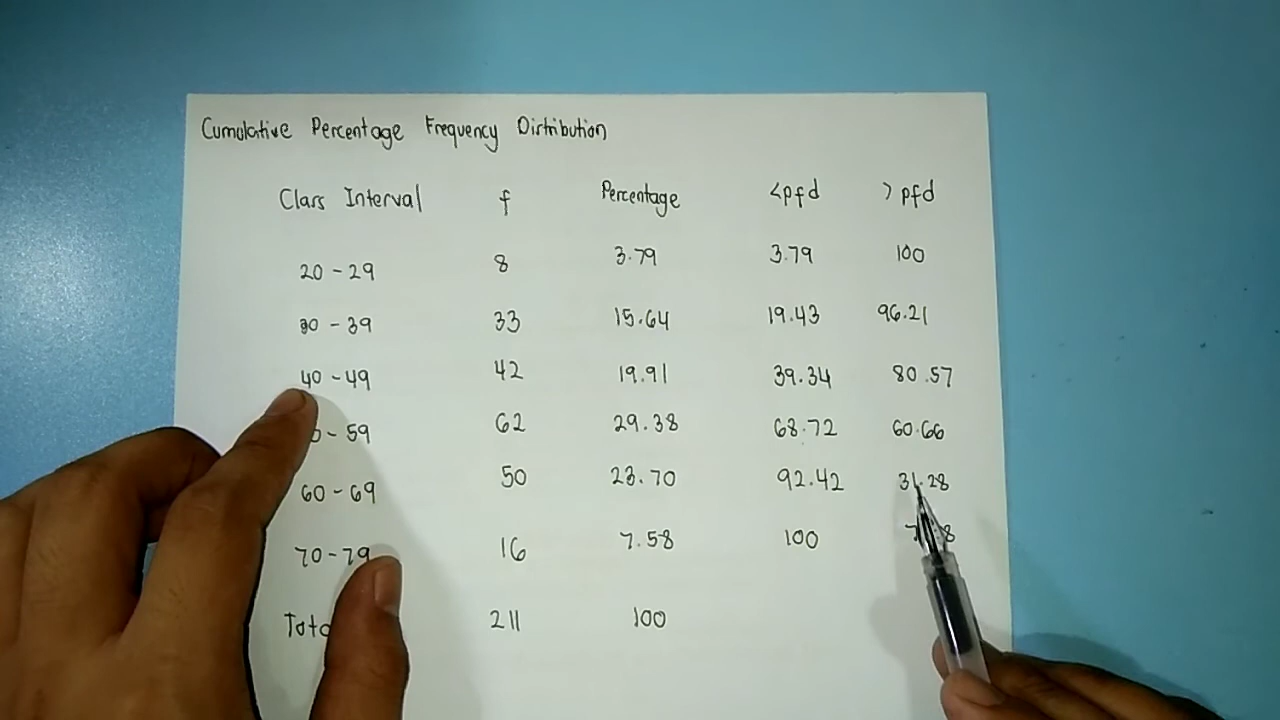 Cumulative Percentage Frequency Distribution
Class Interval f Percentage <pfd >pfd
20 - 29 8 3.79 3.79 100
30 - 39 33 15.64 19.43 96.21
40 - 49 42 19.91 39.34 80.57
0 - 59 62 29.38 68.72 60.66
60 - 69 50 23.70 92.42 31.28
70 - 79 16 7.58 100
211 100